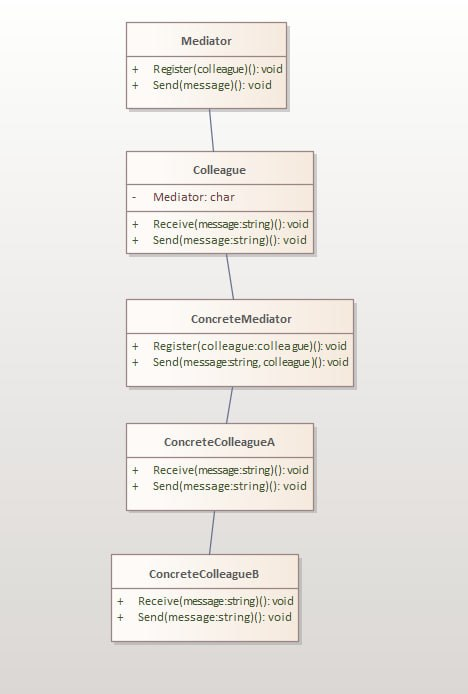 Mediator
+ Register(colleague)(): void
+ Send(message)(): void
Colleague
- Mediator: char
+ Receive(message:string)(): void
+ Send(message:string)(): void
ConcreteMediator
+ Register(colleague:colleague)(): void
+ Send(message:string, colleague)(): void
ConcreteColleagueA
+ Receive(message:string)(): void
+ Send(message:string)(): void
ConcreteColleagueB
+ Receive(message:string)(): void
+ Send(message:string)(): void